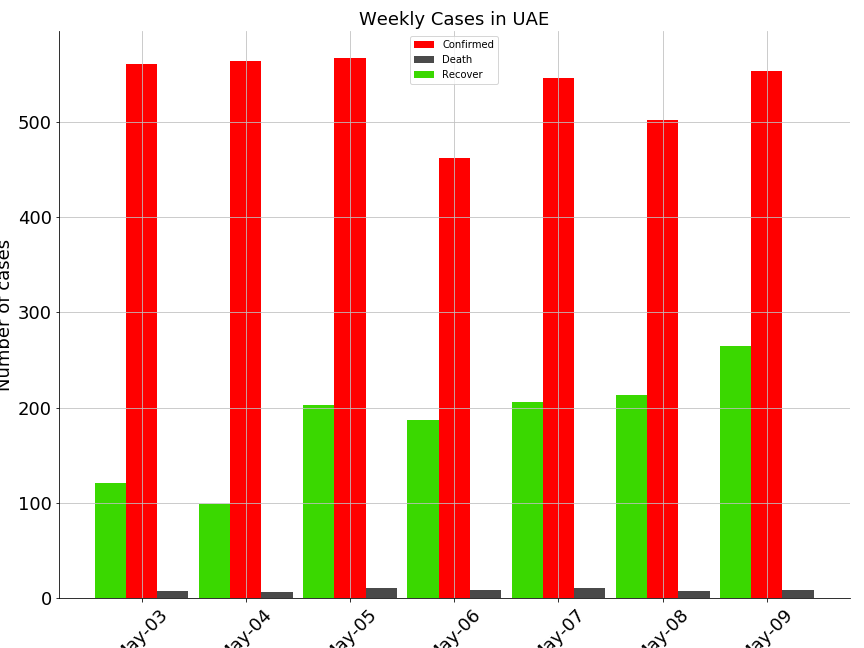 Weekly Cases in UAE
Confirmed
Death
Recover
Number of cases
500
400
300
200
100
0
May-03
May-04
May-05
May-06
May-07
May-08
May-09